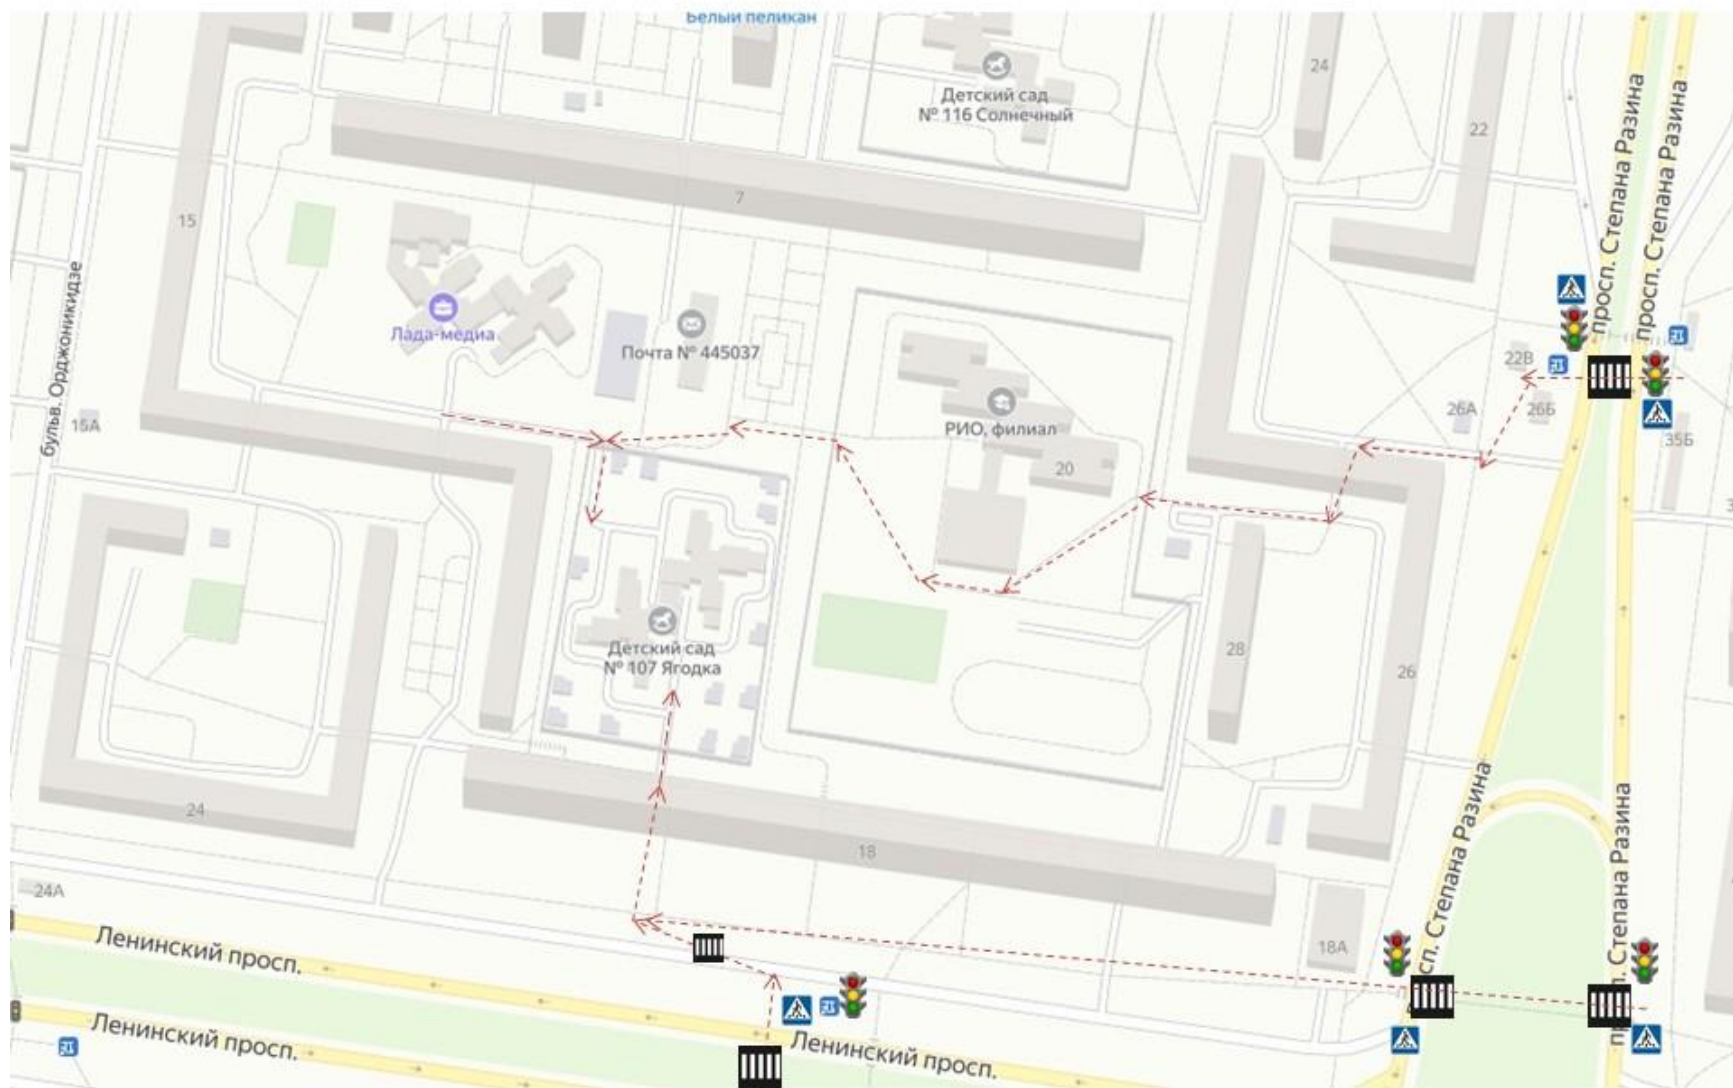 Белый пеликан
24
Детский сад
№ 116 Солнечный
22
просп. Степана Разина
просп. Степана Разина
7
15
бульв. Орджоникидзе
Лада-медиа
Почта № 445037
22В
26Б
26А
35Б
РИО, филиал
20
15А
Детский сад
№ 107 Ягодка
28
26
24
18
24А
18А
просп. Степана Разина
Степана Разина
Ленинский просп.
Ленинский просп.
Ленинский просп.